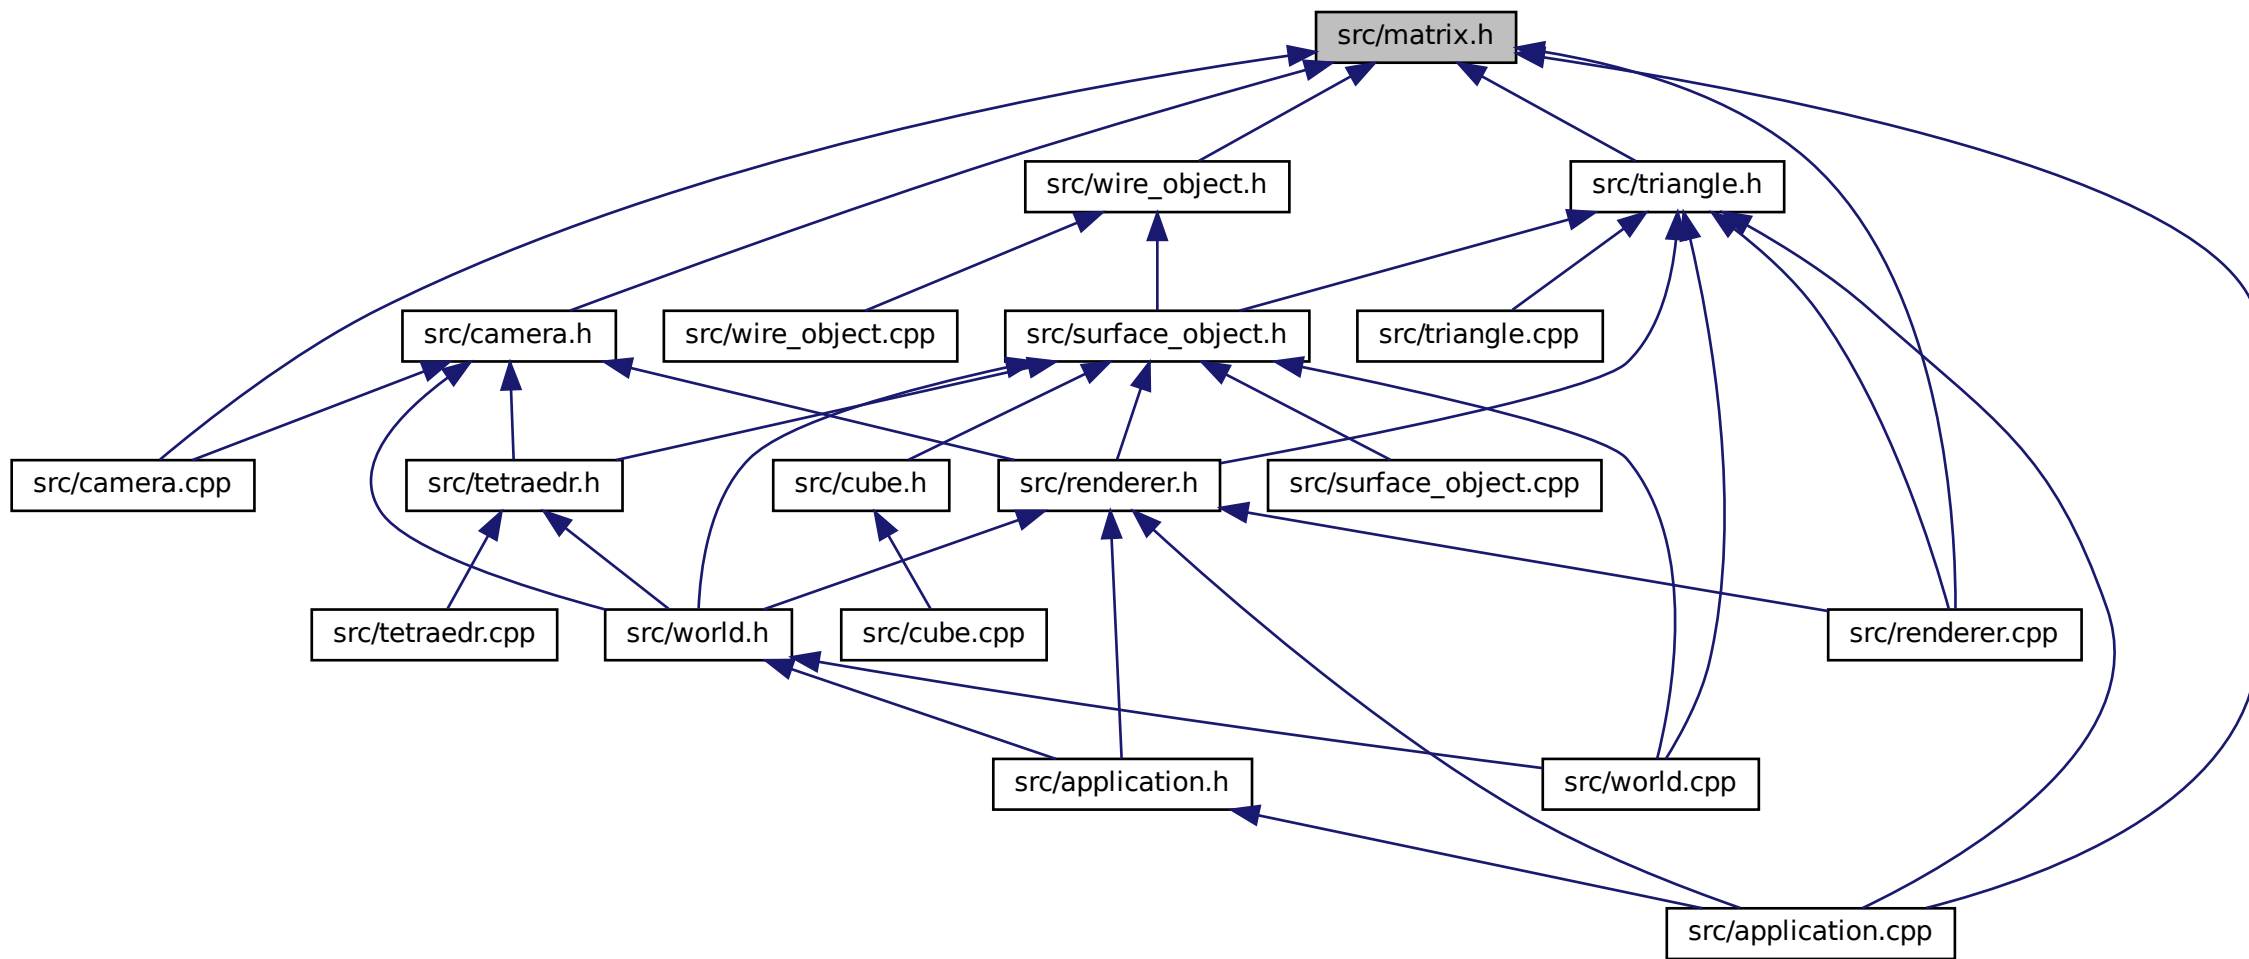 src/matrix.h
src/wire_object.h
src/triangle.h
src/camera.h
src/wire_object.cpp
src/surface_object.h
src/triangle.cpp
src/camera.cpp
src/tetraedr.h
src/cube.h
src/renderer.h
src/surface_object.cpp
src/tetraedr.cpp
src/world.h
src/cube.cpp
src/renderer.cpp
src/application.h
src/world.cpp
src/application.cpp